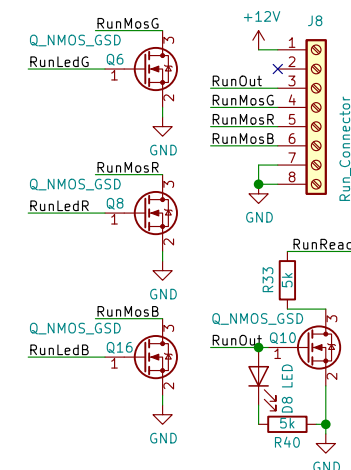 RunMosG
Q_NMOS_GSD
RunLedG
Q6
3
1
2
GND
RunMosR
Q_NMOS_GSD
RunLedR
Q8
3
1
2
GND
RunMosB
Q_NMOS_GSD
RunLedB
Q16
3
1
2
GND
+12V
J8
1
2
RunOut
3
RunMosG
4
RunMosR
5
RunMosB
6
7
8
GND
Run_Connector
RunReac
R33
5k
Q_NMOS_GSD
RunOut
Q10
3
1
2
D8
LED
5k
R40
GND